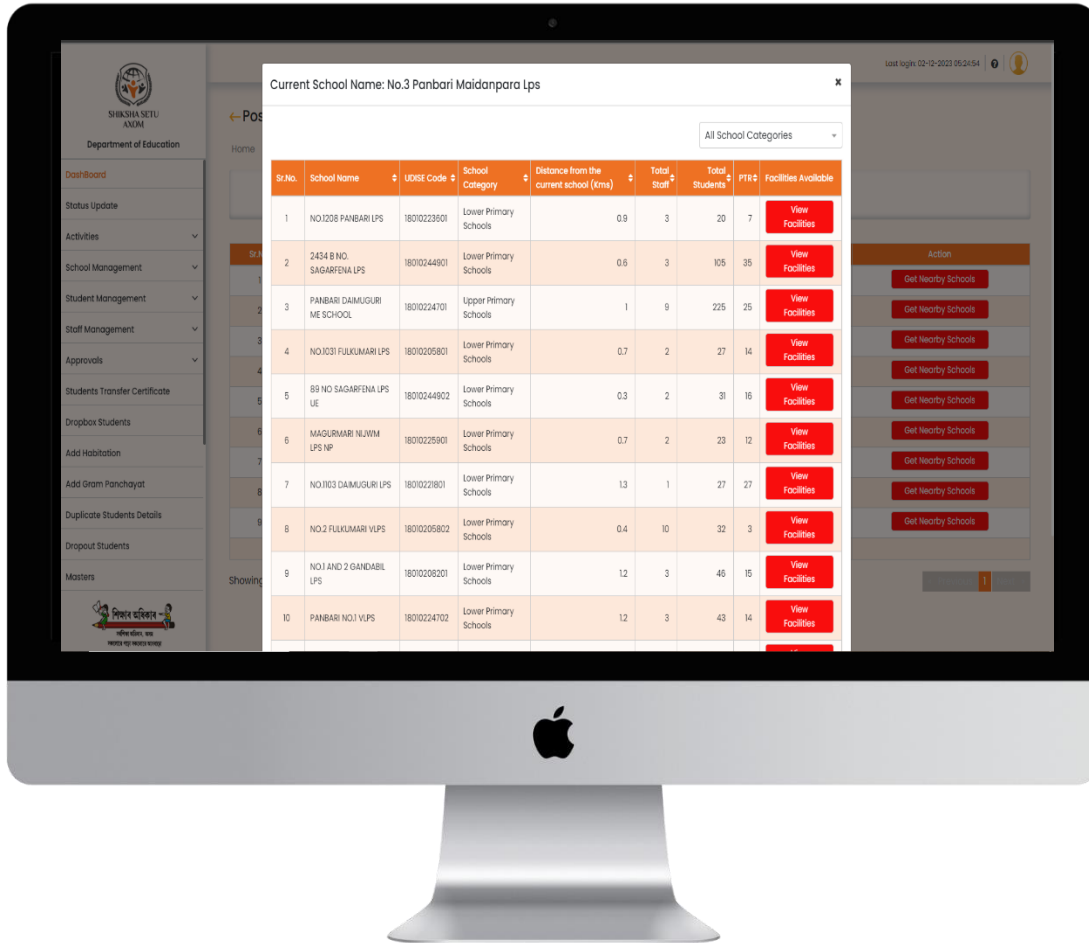 SHIKSHA SETU
AXOM
Department of Education
DashBoard
Status Update
Activities
School Management
Student Management
Staff Management
Approvals
Students Transfer Certificate
Dropbox Students
Add Habitation
Add Gram Panchayat
Duplicate Students Details
Dropout Students
Masters
শিক্ষাৰ অধিকাৰ
Last login: 02-12-2023 05:24:54
←Pos
Home
Current School Name: No.3 Panbari Maidanpara Lps
x
All School Categories
Sr.No. School Name UDISE Code School Category Distance from the current school (Kms) Total Staff Total Students PTR Facilities Available
1 NO.1208 PANBARI LPS 18010223601 Lower Primary Schools 0.9 3 20 7 View Facilities
2 2434 B NO. SAGARFENA LPS 18010244901 Lower Primary Schools 0.6 3 105 35 View Facilities
3 PANBARI DAIMUGURI ME SCHOOL 18010224701 Upper Primary Schools 1 9 225 25 View Facilities
4 NO.1031 FULKUMARI LPS 18010205801 Lower Primary Schools 0.7 2 27 14 View Facilities
5 89 NO SAGARFENA LPS UE 18010244902 Lower Primary Schools 0.3 2 31 16 View Facilities
6 MAGURMARI NIJWM LPS NP 18010225901 Lower Primary Schools 0.7 2 23 12 View Facilities
7 NO.1103 DAIMUGURI LPS 18010221801 Lower Primary Schools 1.3 1 27 27 View Facilities
8 NO.2 FULKUMARI VLPS 18010205802 Lower Primary Schools 0.4 10 32 3 View Facilities
9 NO.1 AND 2 GANDABIL LPS 18010208201 Lower Primary Schools 1.2 3 46 15 View Facilities
10 PANBARI NO.1 VLPS 18010224702 Lower Primary Schools 1.2 3 43 14 View Facilities
Sr.N
1
2
3
4
5
6
7
8
9
Action
Get Nearby Schools
Get Nearby Schools
Get Nearby Schools
Get Nearby Schools
Get Nearby Schools
Get Nearby Schools
Get Nearby Schools
Get Nearby Schools
Get Nearby Schools
Showing
1